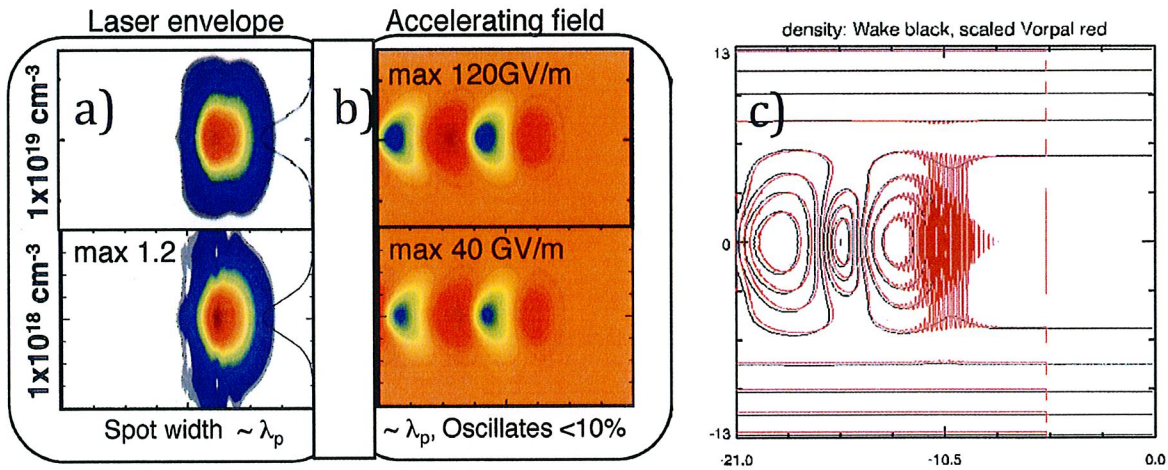 Laser envelope
a)
1x10¹⁹ cm⁻³
max 1.2
1x10¹⁸ cm⁻³
Spot width ~ λp
Accelerating field
b)
max 120GV/m
max 40 GV/m
~ λp, Oscillates <10%
density: Wake black, scaled Vorpal red
c)
13
0
-13
-21.0
-10.5
0.0